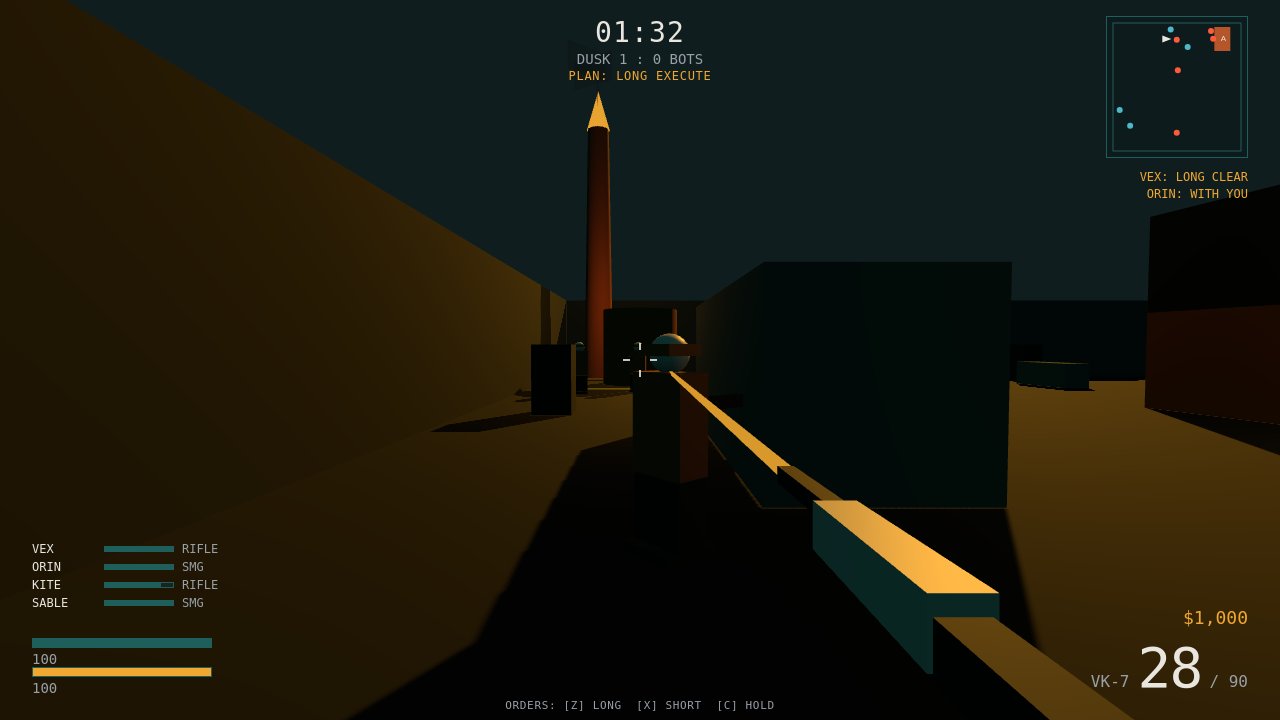 01:32
DUSK 1 : 0 BOTS
PLAN: LONG EXECUTE
A
VEX: LONG CLEAR
ORIN: WITH YOU
VEX RIFLE
ORIN SMG
KITE RIFLE
SABLE SMG
100
100
$1,000
VK-7 28 / 90
ORDERS: [Z] LONG [X] SHORT [C] HOLD